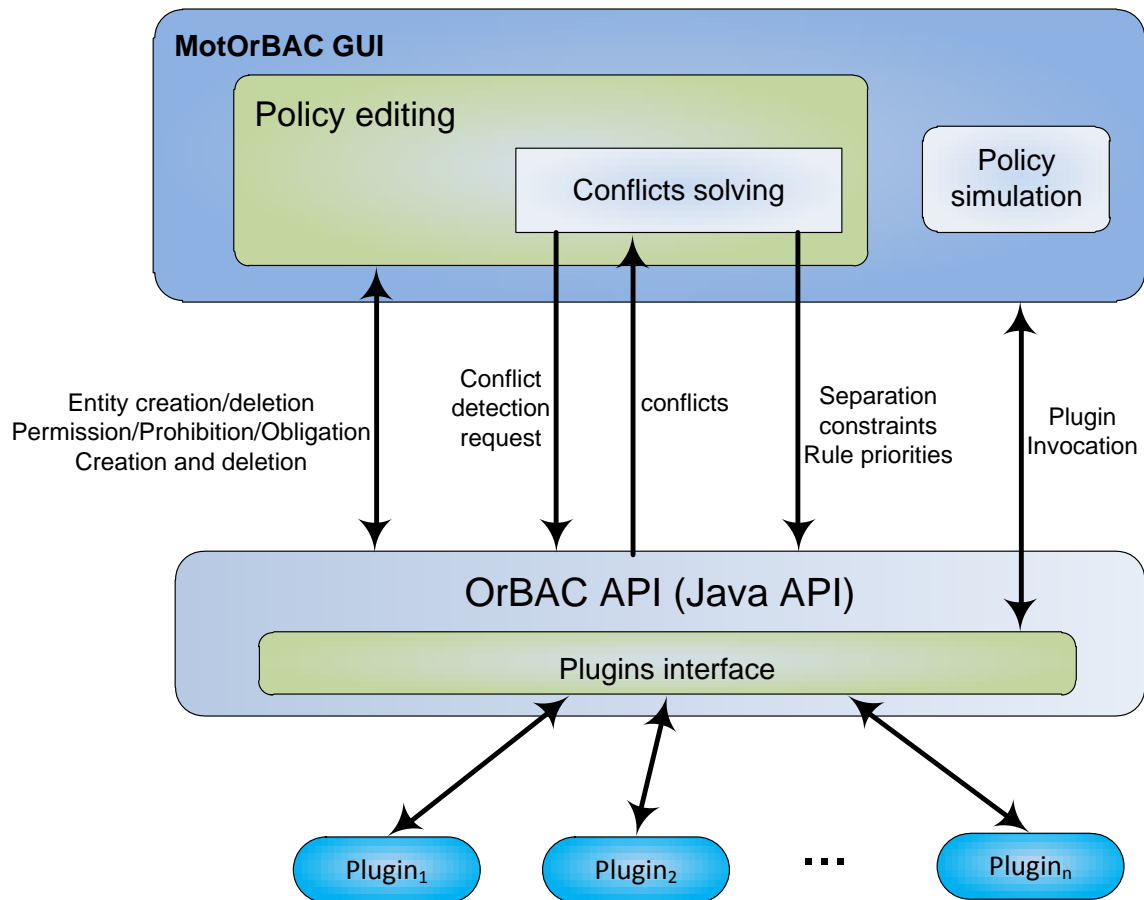 MotOrBAC GUI
Policy editing
Conflicts solving
Policy
simulation
Entity creation/deletion
Permission/Prohibition/Obligation
Creation and deletion
Conflict
detection
request
conflicts
Separation
constraints
Rule priorities
Plugin
Invocation
OrBAC API (Java API)
Plugins interface
Plugin₁
Plugin₂
...
Pluginₙ